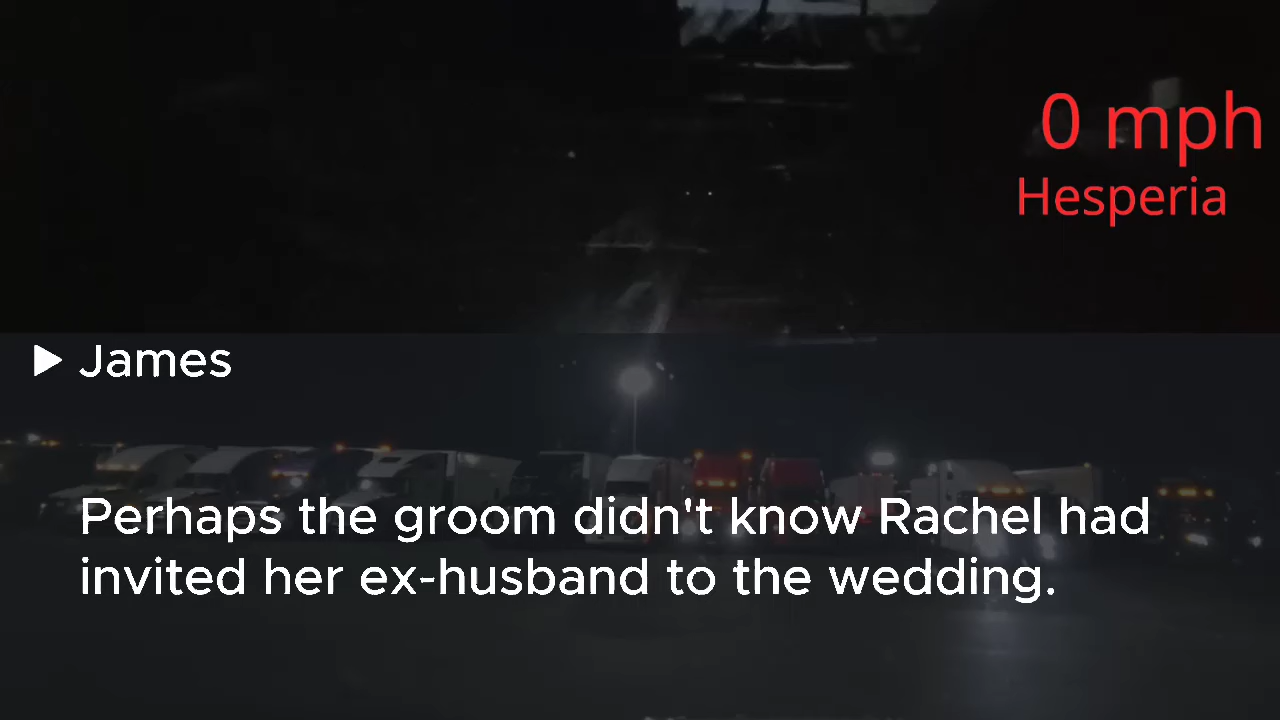 0 mph
Hesperia
James
Perhaps the groom didn't know Rachel had
invited her ex-husband to the wedding.